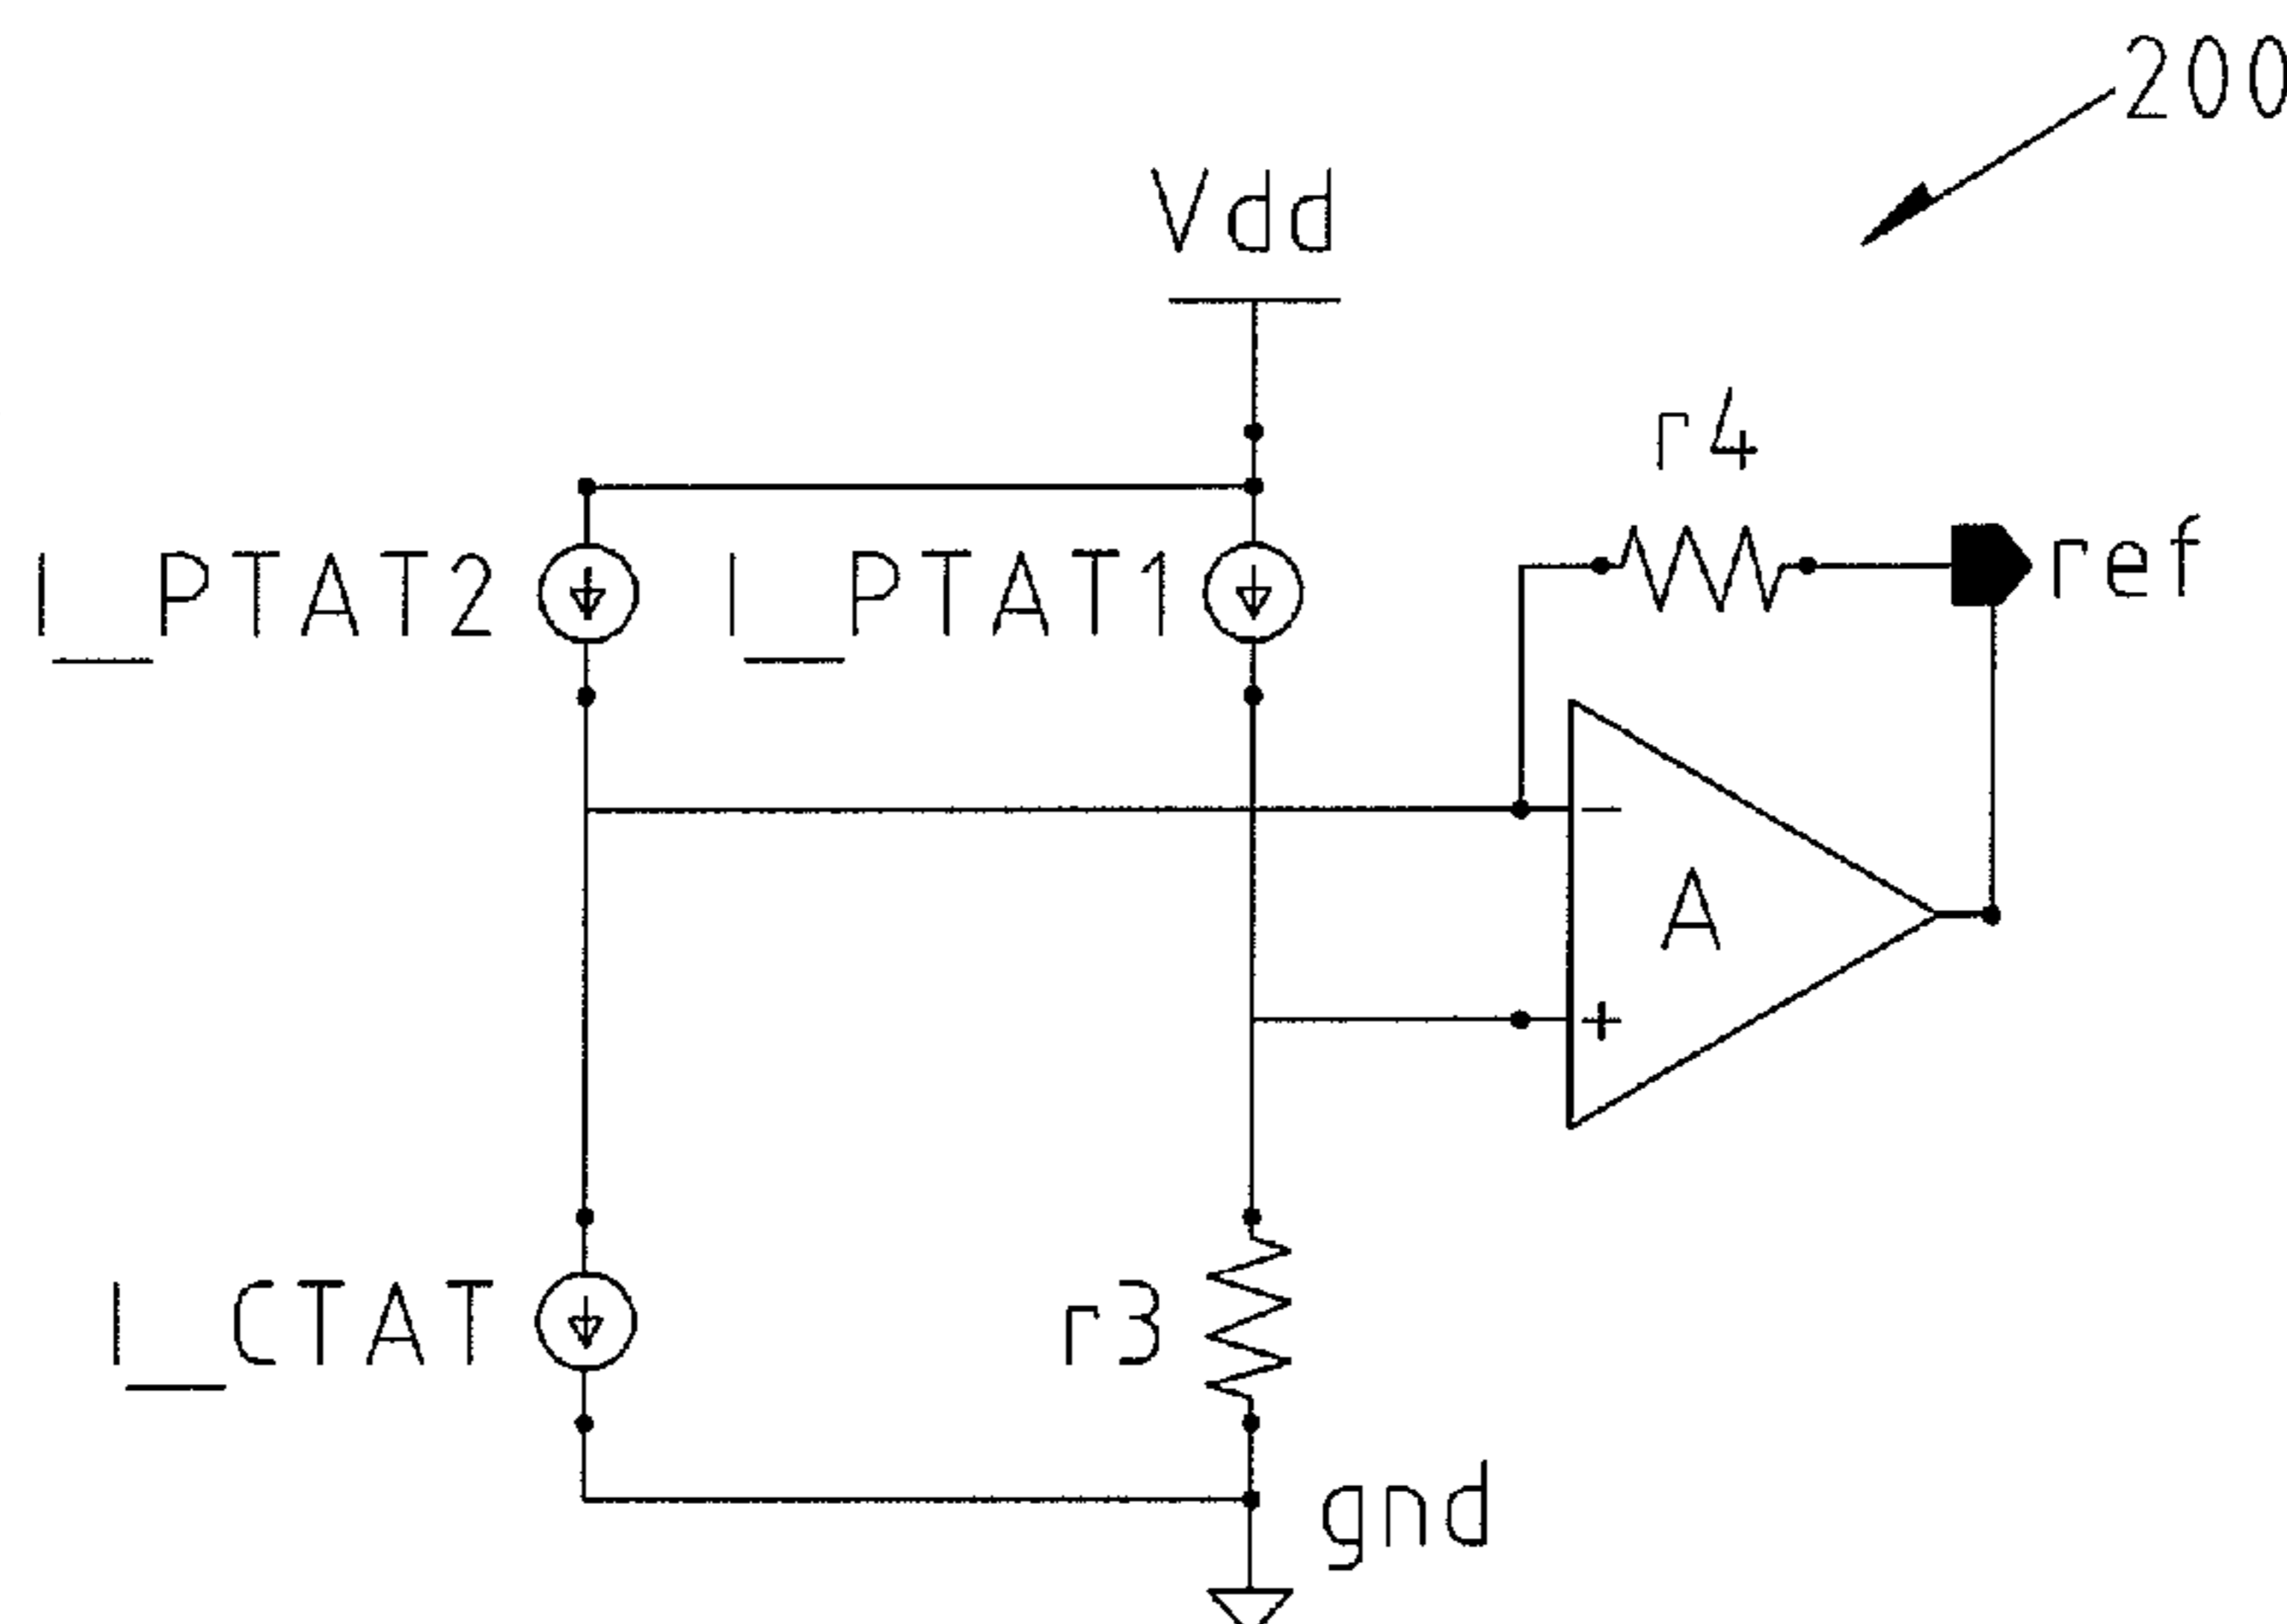 200
Vdd
r4
I_PTAT2
I_PTAT1
ref
-
A
+
I_CTAT
r3
gnd